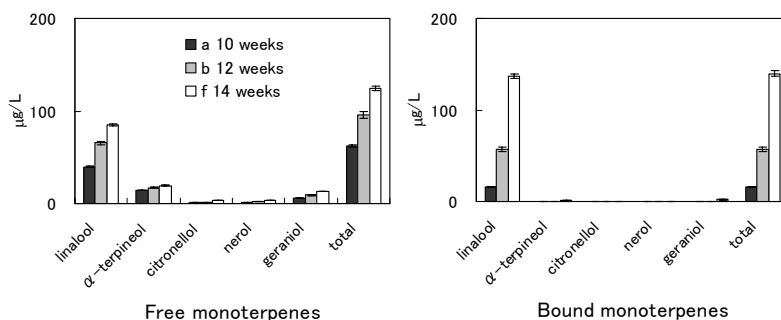 200
100
0
μg/L
a 10 weeks
b 12 weeks
f 14 weeks
linalool
α-terpineol
citronellol
nerol
geraniol
total
Free monoterpenes
200
100
0
μg/L
linalool
α-terpineol
citronellol
nerol
geraniol
total
Bound monoterpenes